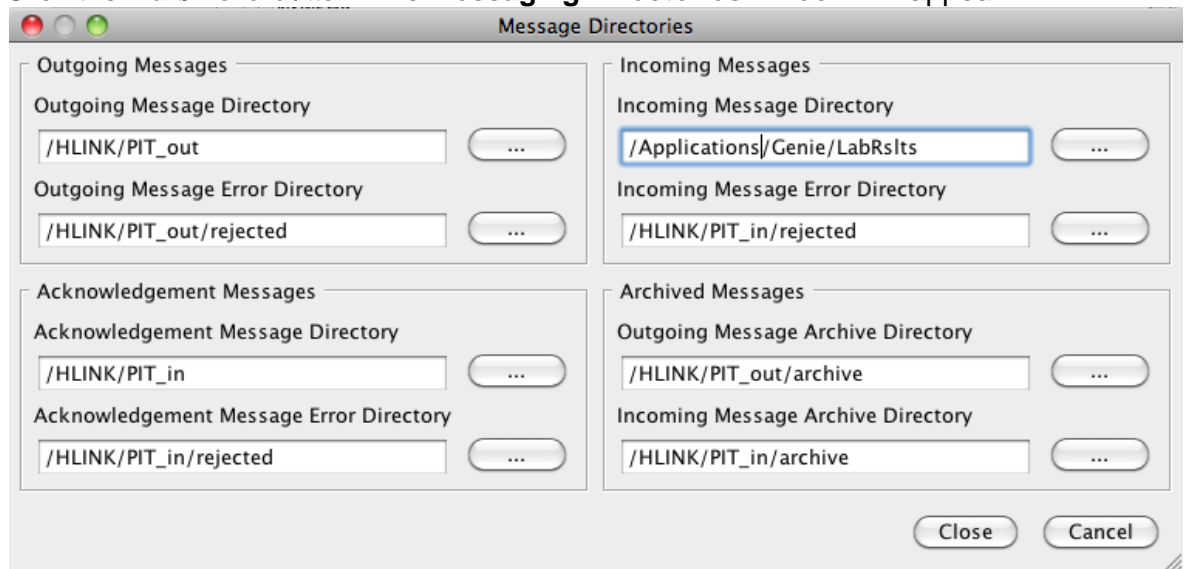 Message Directories
Outgoing Messages
Outgoing Message Directory
/HLINK/PIT_out
...
Outgoing Message Error Directory
/HLINK/PIT_out/rejected
...
Incoming Messages
Incoming Message Directory
/Applications/Genie/LabRslts
...
Incoming Message Error Directory
/HLINK/PIT_in/rejected
...
Acknowledgement Messages
Acknowledgement Message Directory
/HLINK/PIT_in
...
Acknowledgement Message Error Directory
/HLINK/PIT_in/rejected
...
Archived Messages
Outgoing Message Archive Directory
/HLINK/PIT_out/archive
...
Incoming Message Archive Directory
/HLINK/PIT_in/archive
...
Close
Cancel